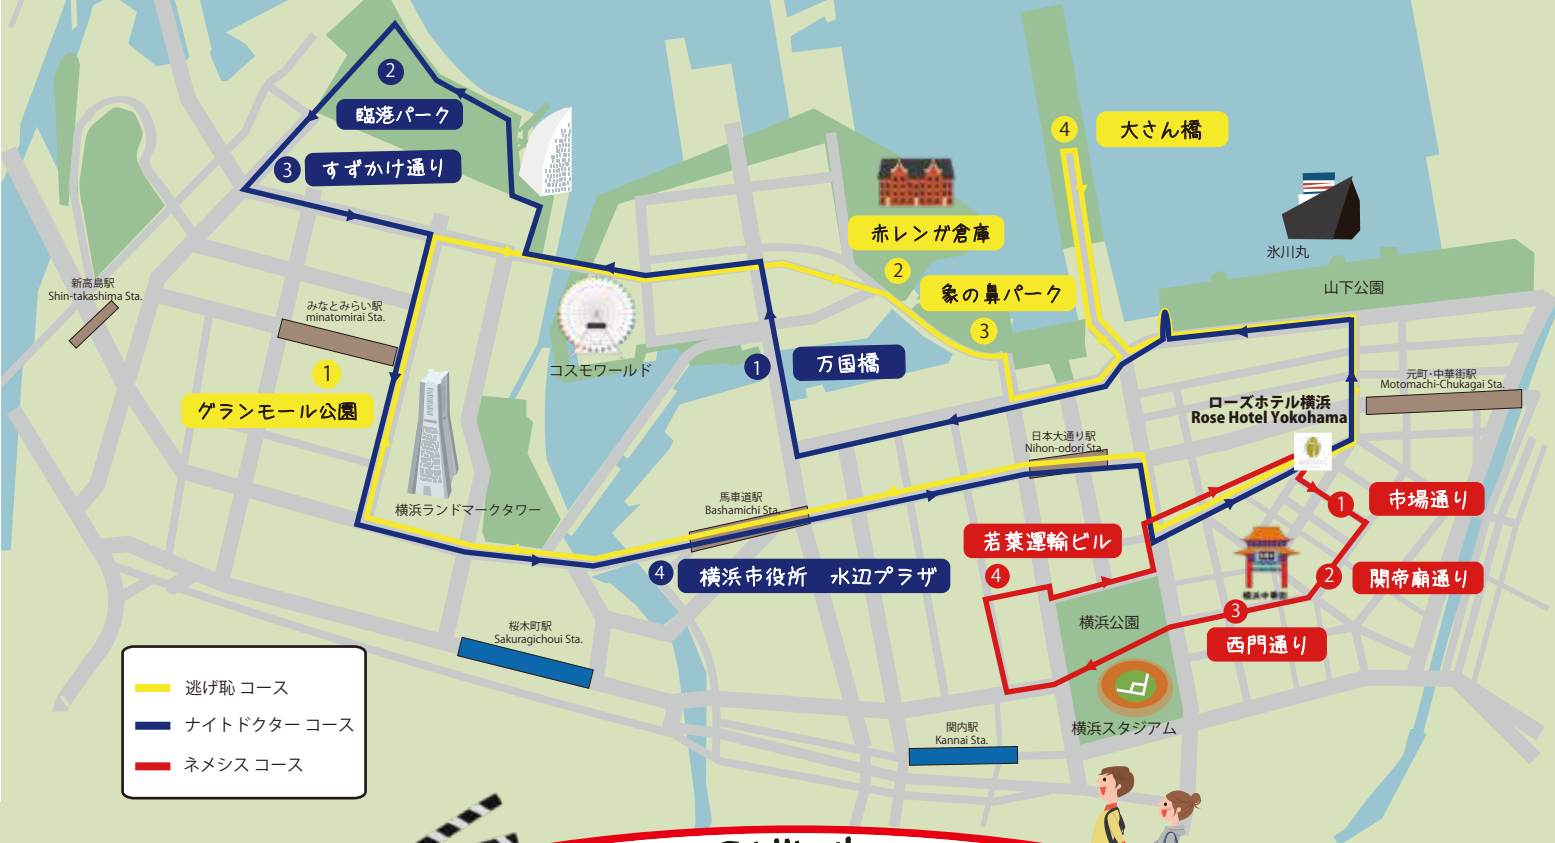 2
臨港パーク
3
すずかけ通り
4
大さん橋
赤レンガ倉庫
2
象の鼻パーク
3
氷川丸
山下公園
新高島駅
Shin-takashima Sta.
みなとみらい駅
minatomirai Sta.
1
グランモール公園
コスモワールド
1
万国橋
元町・中華街駅
Motomachi-Chukagai Sta.
ローズホテル横浜
Rose Hotel Yokohama
日本大通り駅
Nihon-odori Sta.
横浜ランドマークタワー
馬車道駅
Bashamichi Sta.
1
市場通り
若葉運輸ビル
4
4
横浜市役所 水辺プラザ
2
関帝廟通り
横浜中華街
3
西門通り
横浜公園
桜木町駅
Sakuragichoui Sta.
横浜スタジアム
関内駅
Kannai Sta.
逃げ恥 コース
ナイトドクター コース
ネメシス コース